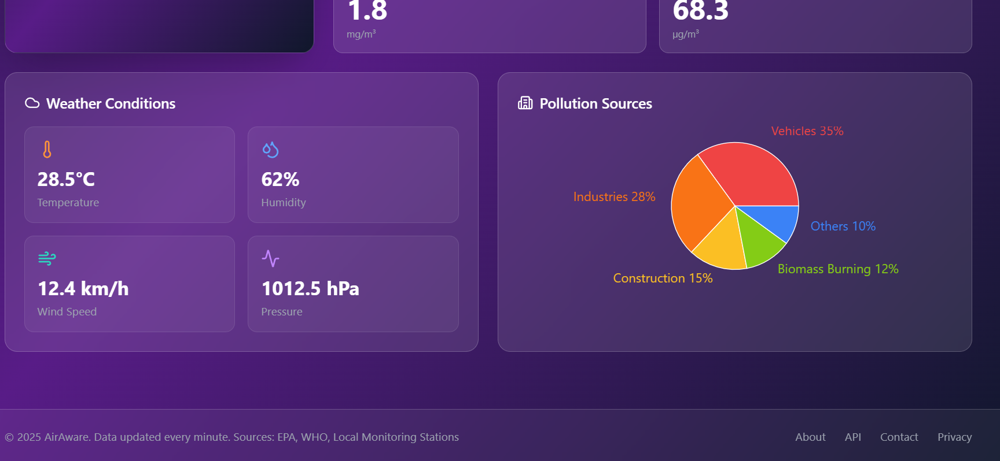 1.8
mg/m³
68.3
µg/m³
Weather Conditions
28.5°C
Temperature
62%
Humidity
12.4 km/h
Wind Speed
1012.5 hPa
Pressure
Pollution Sources
Vehicles 35%
Industries 28%
Others 10%
Biomass Burning 12%
Construction 15%
© 2025 AirAware. Data updated every minute. Sources: EPA, WHO, Local Monitoring Stations
About
API
Contact
Privacy